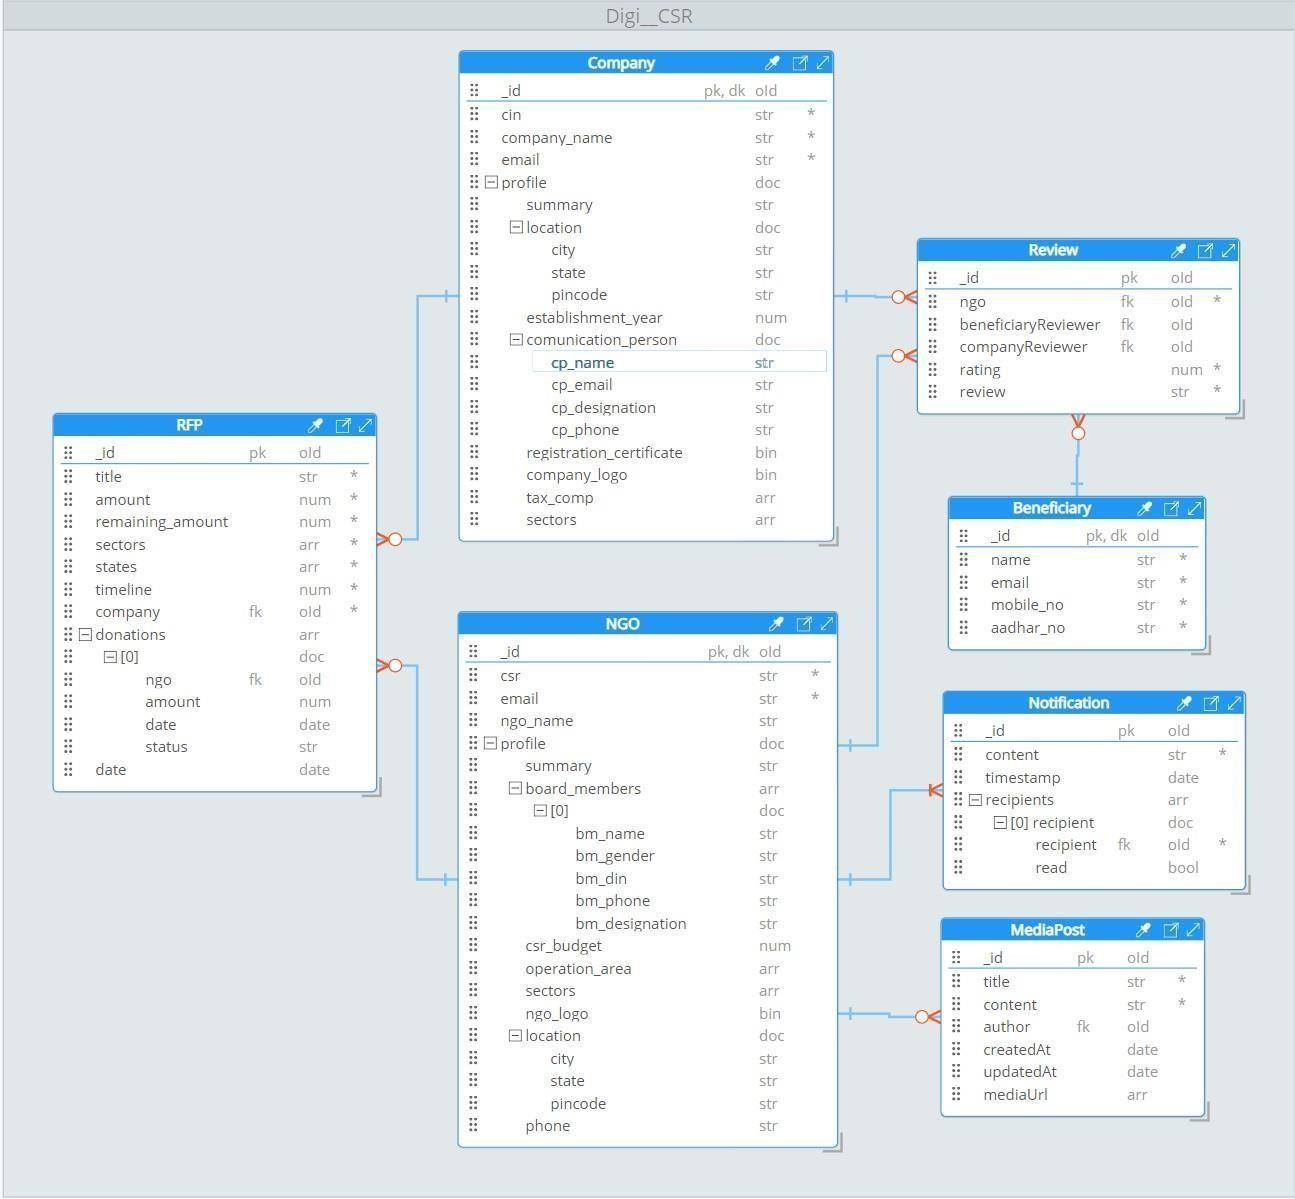 Digi__CSR
Company
_id pk, dk oId
cin str *
company_name str *
email str *
profile doc
summary str
location doc
city str
state str
pincode str
establishment_year num
comunication_person doc
cp_name str
cp_email str
cp_designation str
cp_phone str
registration_certificate bin
company_logo bin
tax_comp arr
sectors arr
Review
_id pk oId
ngo fk oId *
beneficiaryReviewer fk oId
companyReviewer fk oId
rating num *
review str *
RFP
_id pk oId
title str *
amount num *
remaining_amount num *
sectors arr *
states arr *
timeline num *
company fk oId *
donations arr
[0] doc
ngo fk oId
amount num
date date
status str
date date
Beneficiary
_id pk, dk oId
name str *
email str *
mobile_no str *
aadhar_no str *
NGO
_id pk, dk oId
csr str *
email str *
ngo_name str
profile doc
summary str
board_members arr
[0] doc
bm_name str
bm_gender str
bm_din str
bm_phone str
bm_designation str
csr_budget num
operation_area arr
sectors arr
ngo_logo bin
location doc
city str
state str
pincode str
phone str
Notification
_id pk oId
content str *
timestamp date
recipients arr
[0] recipient doc
recipient fk oId *
read bool
MediaPost
_id pk oId
title str *
content str *
author fk oId
createdAt date
updatedAt date
mediaUrl arr